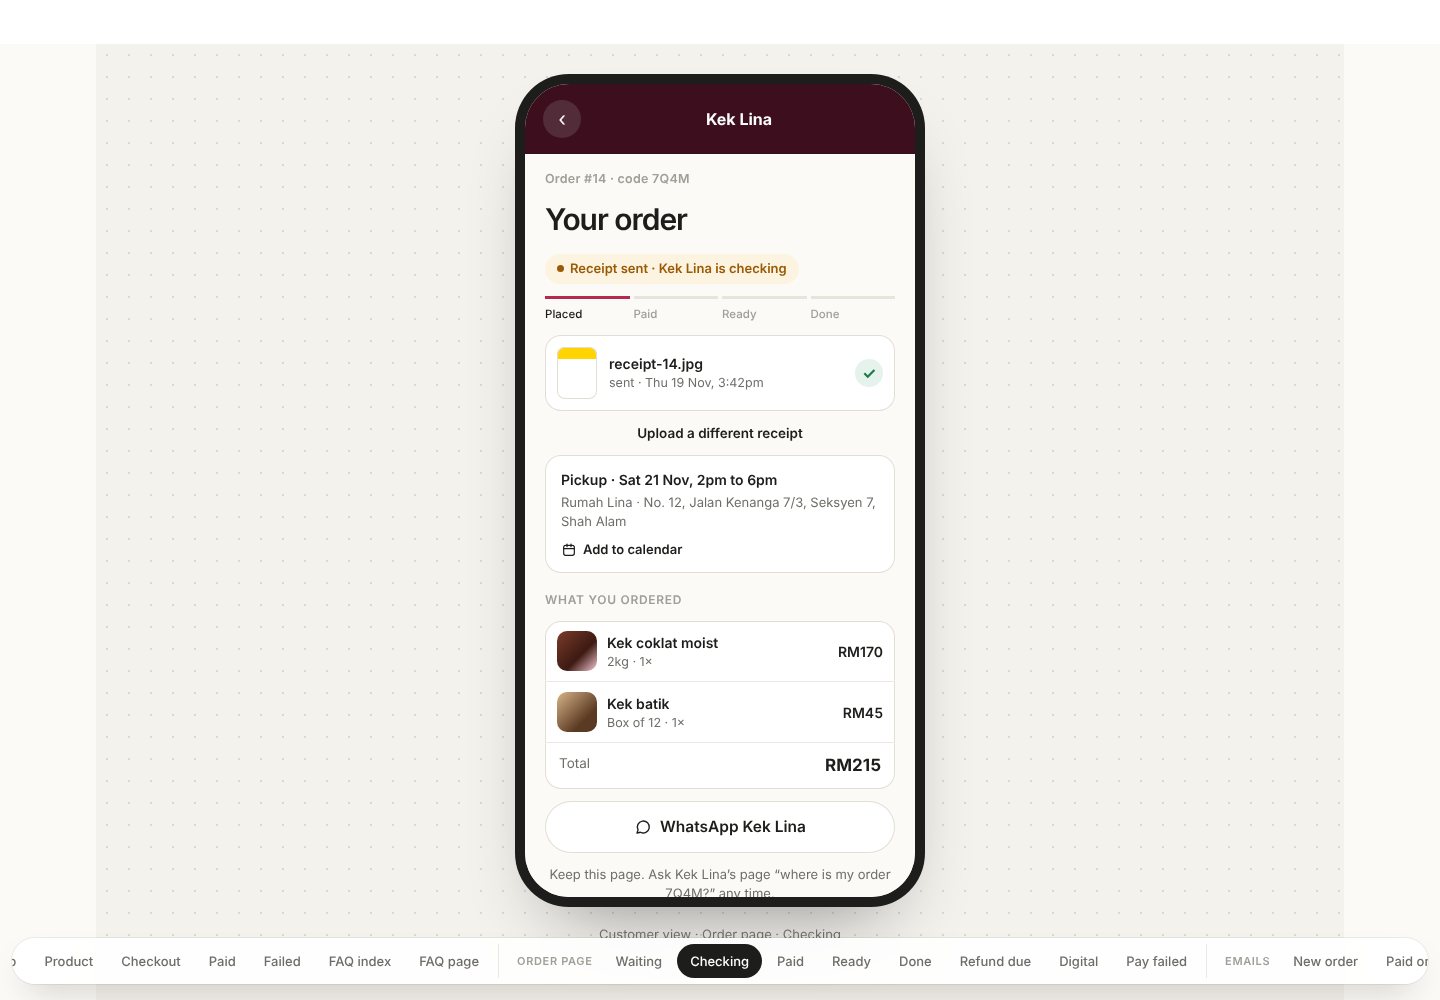 Kek Lina
Order #14 · code 7Q4M
Your order
Receipt sent · Kek Lina is checking
Placed Paid Ready Done
receipt-14.jpg
sent · Thu 19 Nov, 3:42pm
Upload a different receipt
Pickup · Sat 21 Nov, 2pm to 6pm
Rumah Lina · No. 12, Jalan Kenanga 7/3, Seksyen 7,
Shah Alam
Add to calendar
WHAT YOU ORDERED
Kek coklat moist
RM170
2kg · 1×
Kek batik
RM45
Box of 12 · 1×
Total RM215
WhatsApp Kek Lina
Keep this page. Ask Kek Lina’s page “where is my order
7Q4M?” any time.
Customer view · Order page · Checking
Product Checkout Paid Failed FAQ index FAQ page ORDER PAGE Waiting Checking Paid Ready Done Refund due Digital Pay failed EMAILS New order Paid